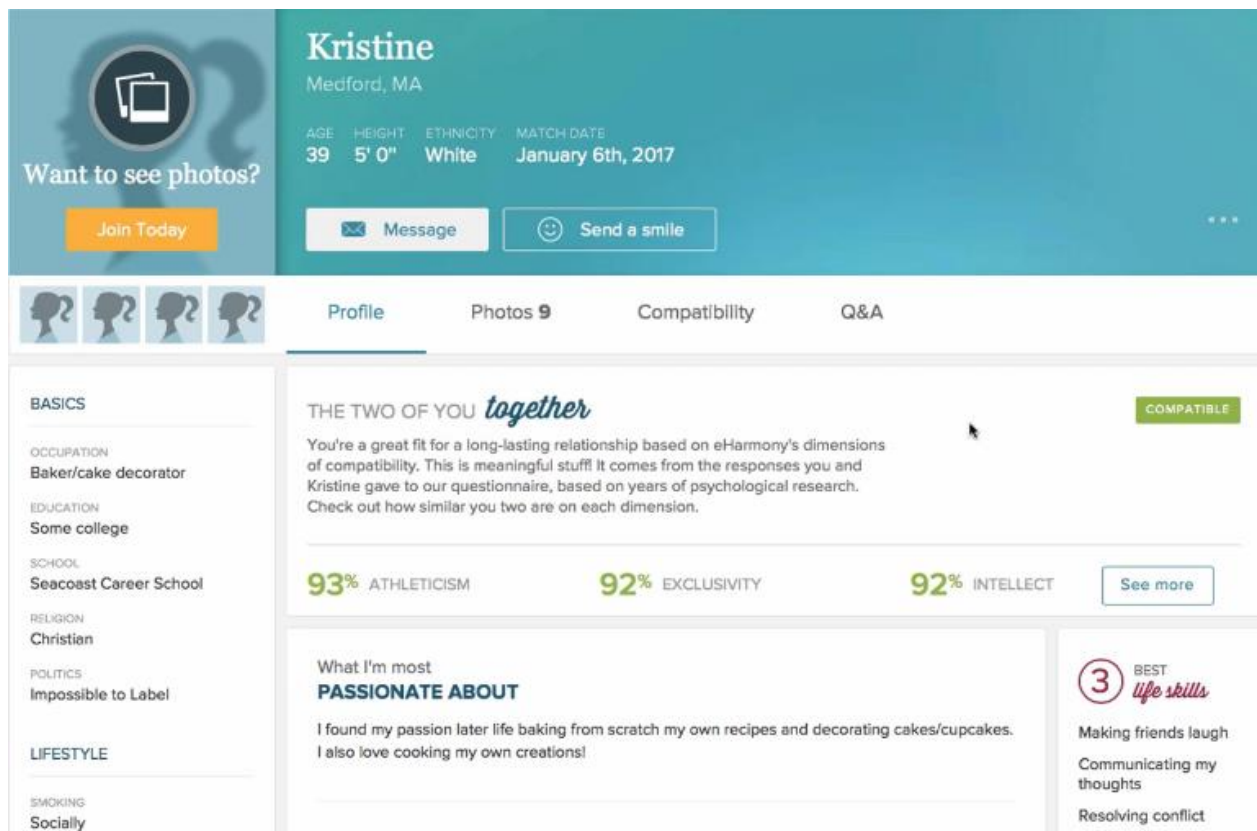 Kristine
Medford, MA
AGE HEIGHT ETHNICITY MATCH DATE
39 5' 0" White January 6th, 2017
Want to see photos?
Join Today
Message
Send a smile
Profile
Photos 9
Compatibility
Q&A
BASICS
OCCUPATION
Baker/cake decorator
EDUCATION
Some college
SCHOOL
Seacoast Career School
RELIGION
Christian
POLITICS
Impossible to Label
LIFESTYLE
SMOKING
Socially
THE TWO OF YOU together
COMPATIBLE
You're a great fit for a long-lasting relationship based on eHarmony's dimensions
of compatibility. This is meaningful stuff! It comes from the responses you and
Kristine gave to our questionnaire, based on years of psychological research.
Check out how similar you two are on each dimension.
93% ATHLETICISM
92% EXCLUSIVITY
92% INTELLECT
See more
What I'm most
PASSIONATE ABOUT
I found my passion later life baking from scratch my own recipes and decorating cakes/cupcakes.
I also love cooking my own creations!
3 BEST
life skills
Making friends laugh
Communicating my
thoughts
Resolving conflict